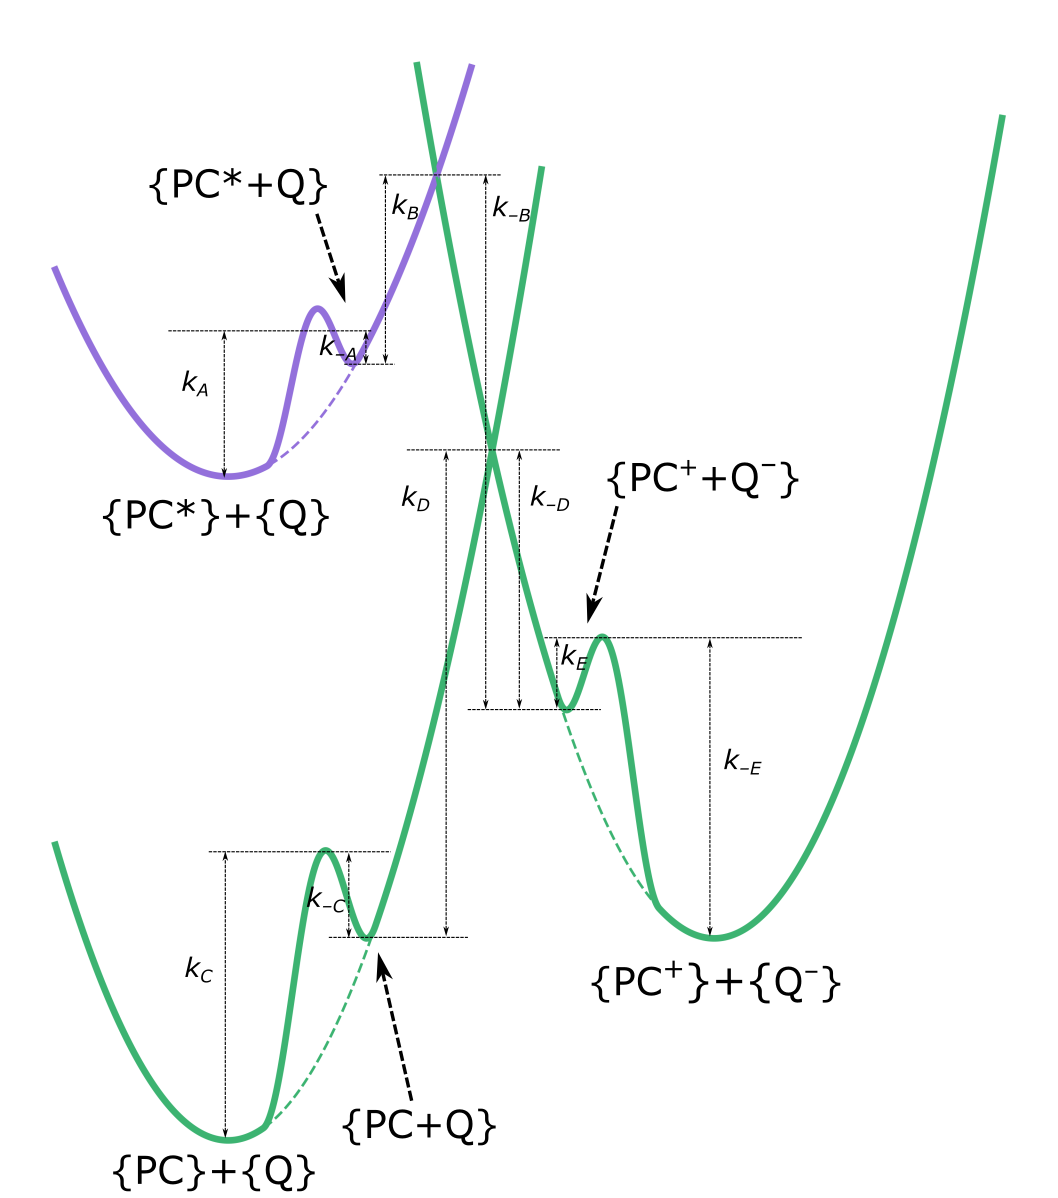 {PC*+Q}
k_B
k_–B
k_–A
k_A
{PC*}+{Q}
k_D
k_–D
{PC⁺+Q⁻}
k_E
k_–E
k_–C
k_C
{PC⁺}+{Q⁻}
{PC+Q}
{PC}+{Q}